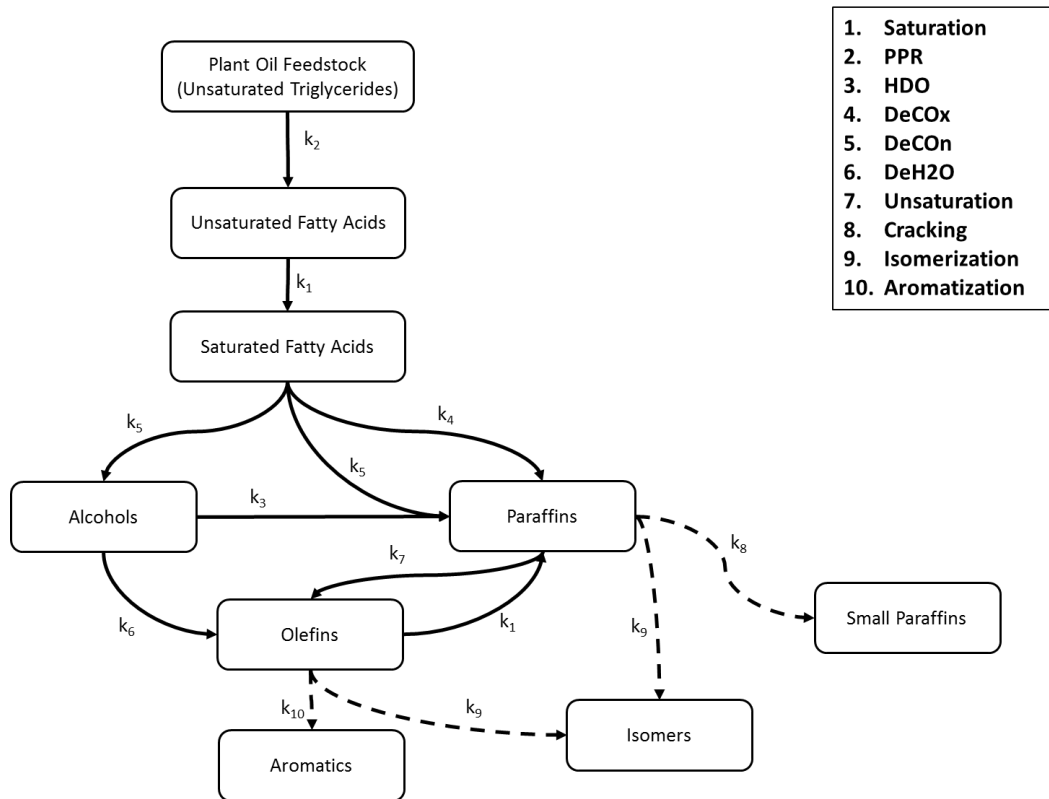 1. Saturation
2. PPR
3. HDO
4. DeCOx
5. DeCOn
6. DeH2O
7. Unsaturation
8. Cracking
9. Isomerization
10. Aromatization
Plant Oil Feedstock
(Unsaturated Triglycerides)
k₂
Unsaturated Fatty Acids
k₁
Saturated Fatty Acids
k₅
k₄
k₅
Alcohols
k₃
Paraffins
k₇
k₈
k₆
Olefins
k₁
k₉
Small Paraffins
k₁₀
k₉
Isomers
Aromatics